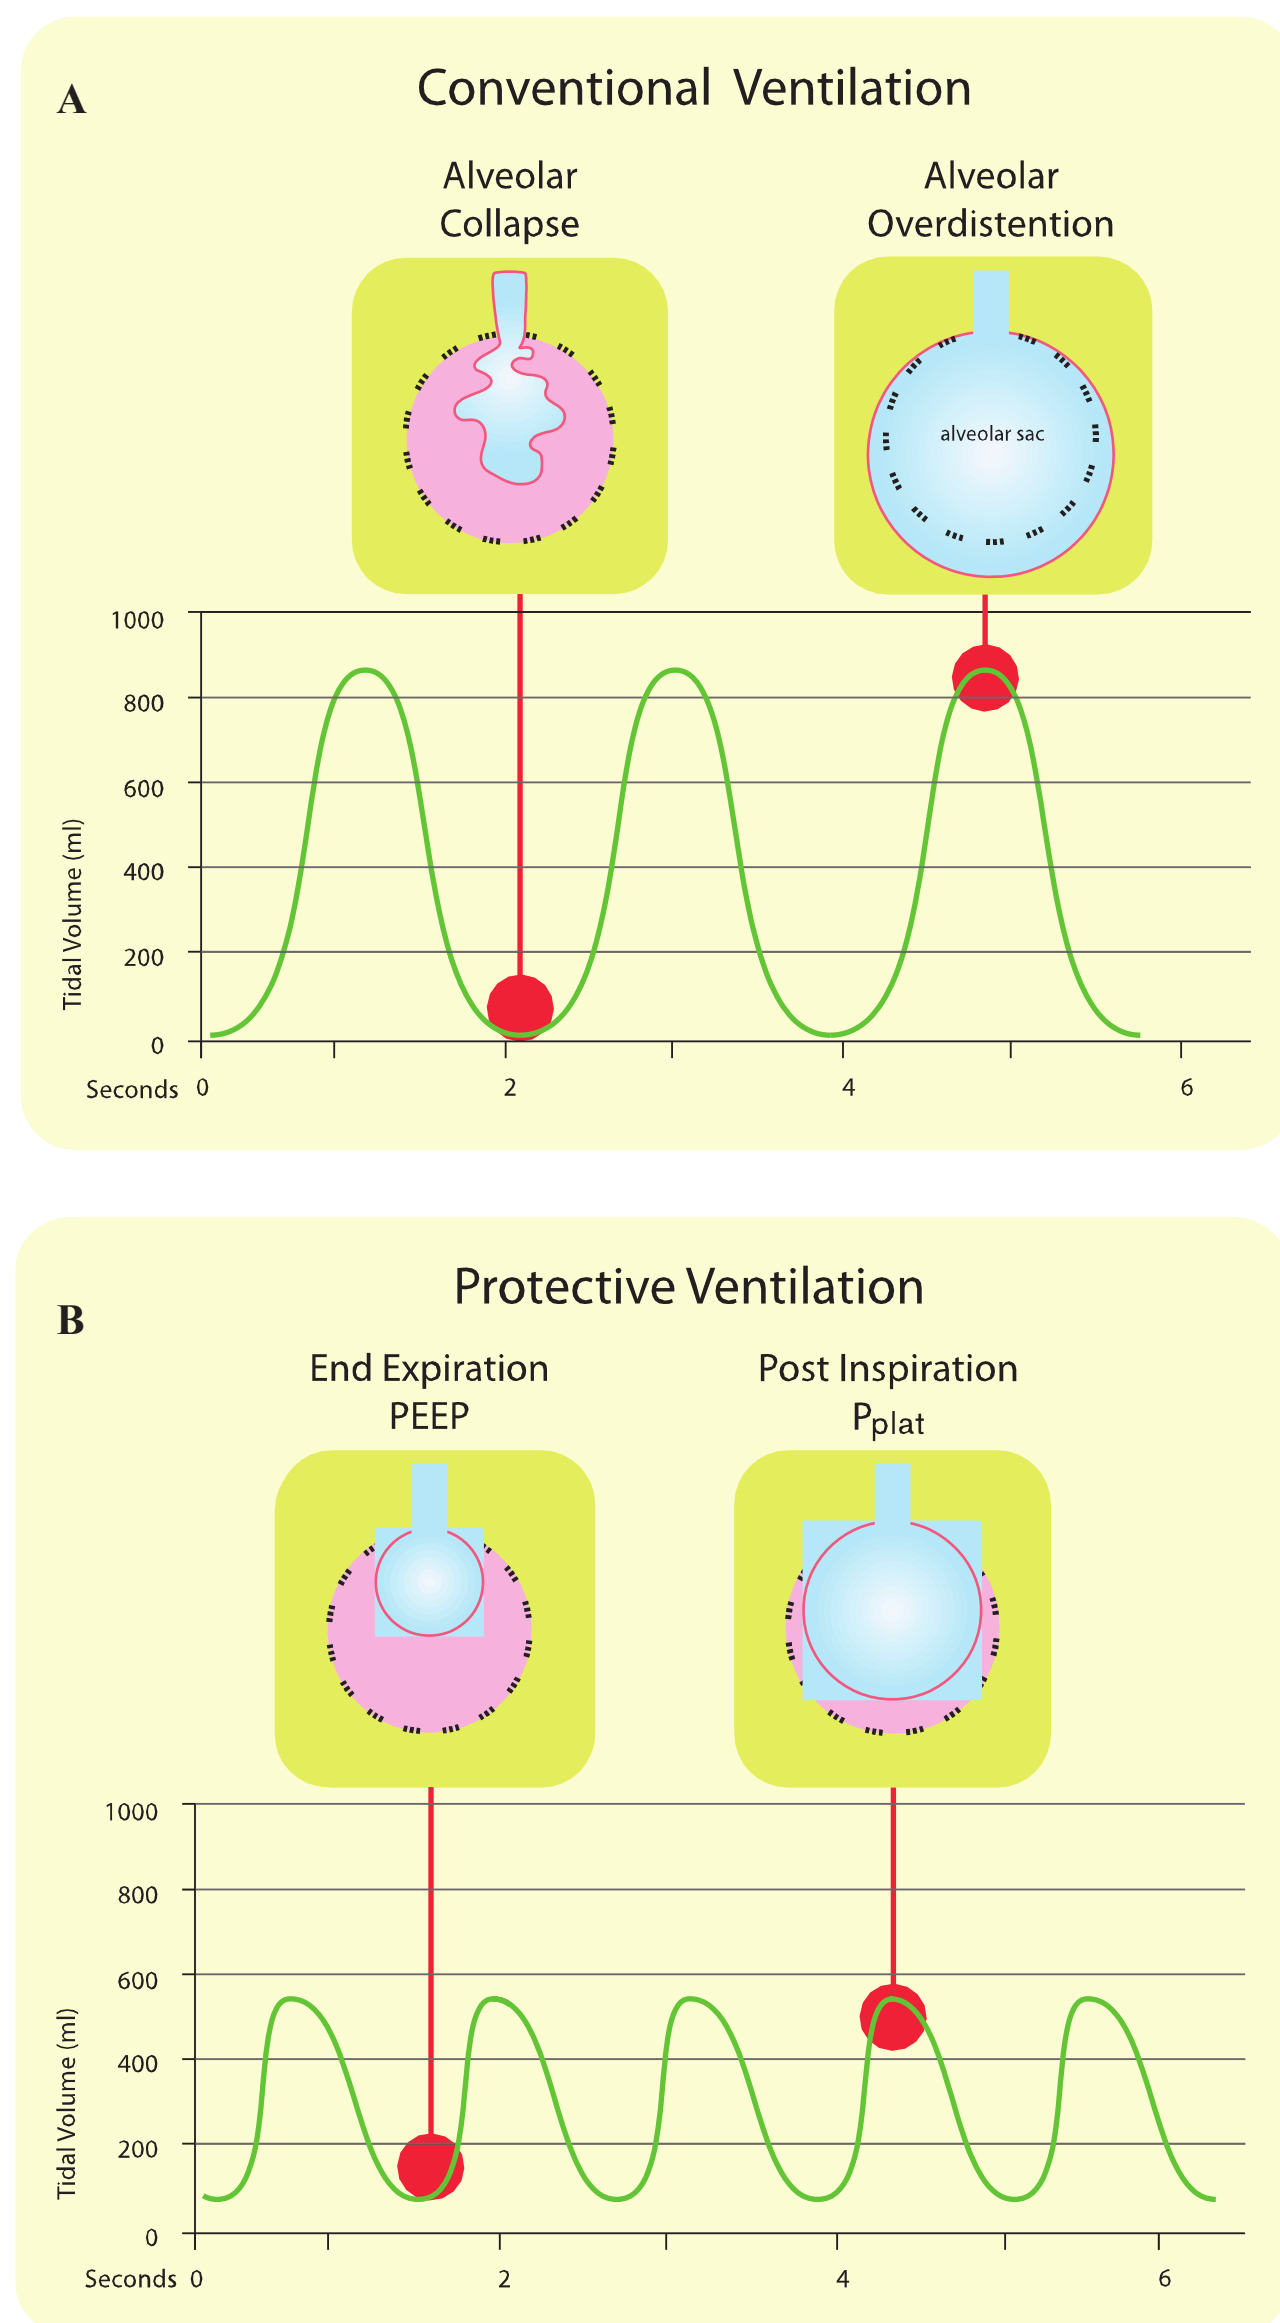 A
Conventional Ventilation
Alveolar
Collapse
Alveolar
Overdistention
alveolar sac
1000
800
600
400
200
0
Tidal Volume (ml)
Seconds 0 2 4 6
B
Protective Ventilation
End Expiration
PEEP
Post Inspiration
Pplat
1000
800
600
400
200
0
Tidal Volume (ml)
Seconds 0 2 4 6